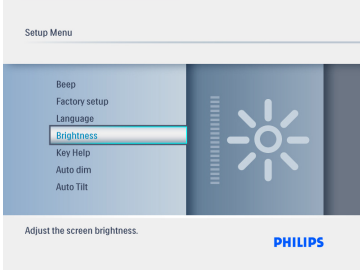 Setup Menu
Beep
Factory setup
Language
Brightness
Key Help
Auto dim
Auto Tilt
Adjust the screen brightness.
PHILIPS